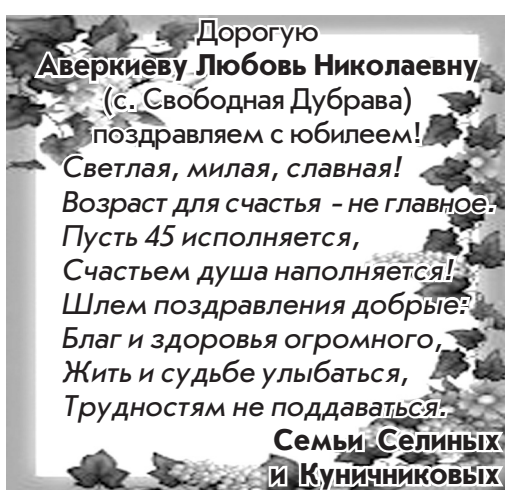 Дорогую
Аверкиеву Любовь Николаевну
(с. Свободная Дубрава)
поздравляем с юбилеем!
Светлая, милая, славная!
Возраст для счастья - не главное.
Пусть 45 исполняется,
Счастьем душа наполняется!
Шлем поздравления добрые:
Благ и здоровья огромного,
Жить и судьбе улыбаться,
Трудностям не поддаваться.
Семьи Селиных
и Куничниковых